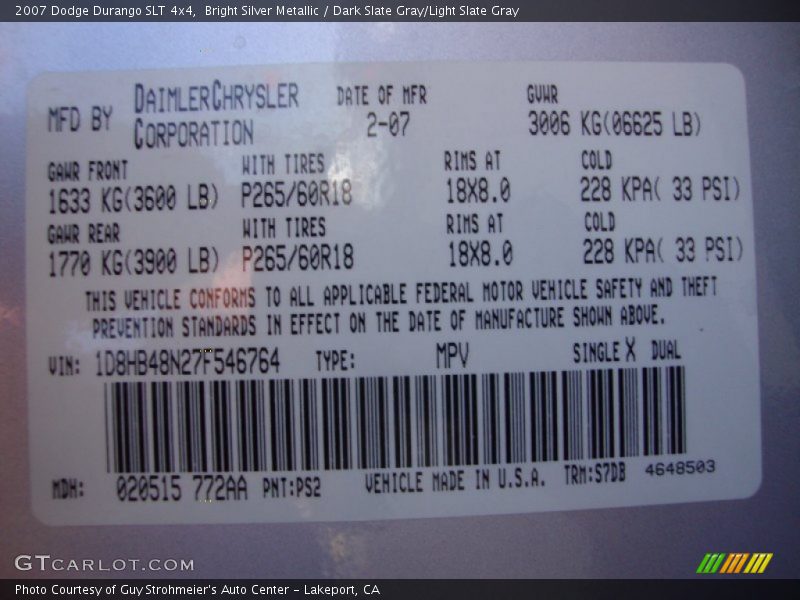 2007 Dodge Durango SLT 4x4, Bright Silver Metallic / Dark Slate Gray/Light Slate Gray
MFD BY DAIMLERCHRYSLER CORPORATION DATE OF MFR 2-07 GVWR 3006 KG(06625 LB)
GAWR FRONT WITH TIRES RIMS AT COLD
1633 KG(3600 LB) P265/60R18 18X8.0 228 KPA( 33 PSI)
GAWR REAR WITH TIRES RIMS AT COLD
1770 KG(3900 LB) P265/60R18 18X8.0 228 KPA( 33 PSI)
THIS VEHICLE CONFORMS TO ALL APPLICABLE FEDERAL MOTOR VEHICLE SAFETY AND THEFT
PREVENTION STANDARDS IN EFFECT ON THE DATE OF MANUFACTURE SHOWN ABOVE.
VIN: 1D8HB48N27F546764 TYPE: MPV SINGLE X DUAL
MDH: 020515 772AA PNT:PS2 VEHICLE MADE IN U.S.A. TRM:S7DB 4648503
GTCARLOT.COM
Photo Courtesy of Guy Strohmeier's Auto Center - Lakeport, CA